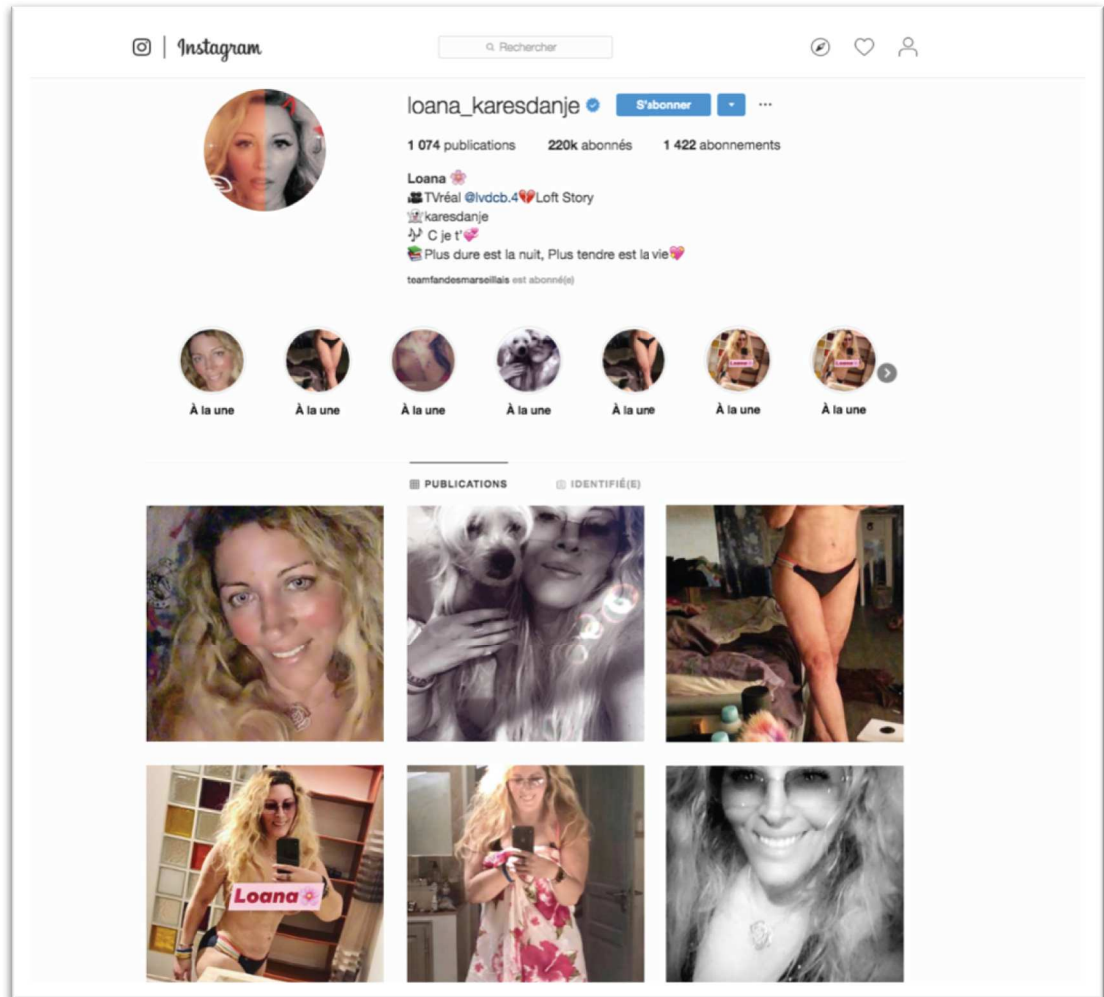 Instagram
Rechercher
loana_karesdanje S'abonner
1 074 publications 220k abonnés 1 422 abonnements
Loana 🌸
🎥TVréal @lvdcb.4💔Loft Story
👻karesdanje
🎶 C je t'💞
📚Plus dure est la nuit, Plus tendre est la vie💖
teamfandesmarseillais est abonné(e)
À la une À la une À la une À la une À la une À la une À la une
PUBLICATIONS IDENTIFIÉ(E)
Loana🌸